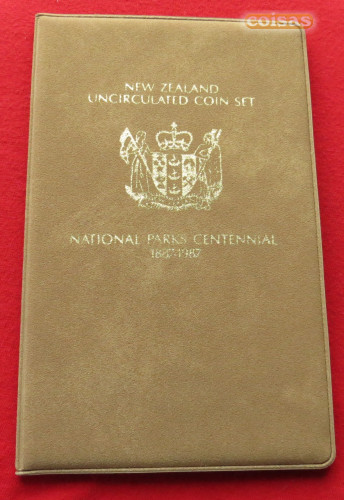 coisas
NEW ZEALAND
UNCIRCULATED COIN SET
NATIONAL PARKS CENTENNIAL
1887-1987